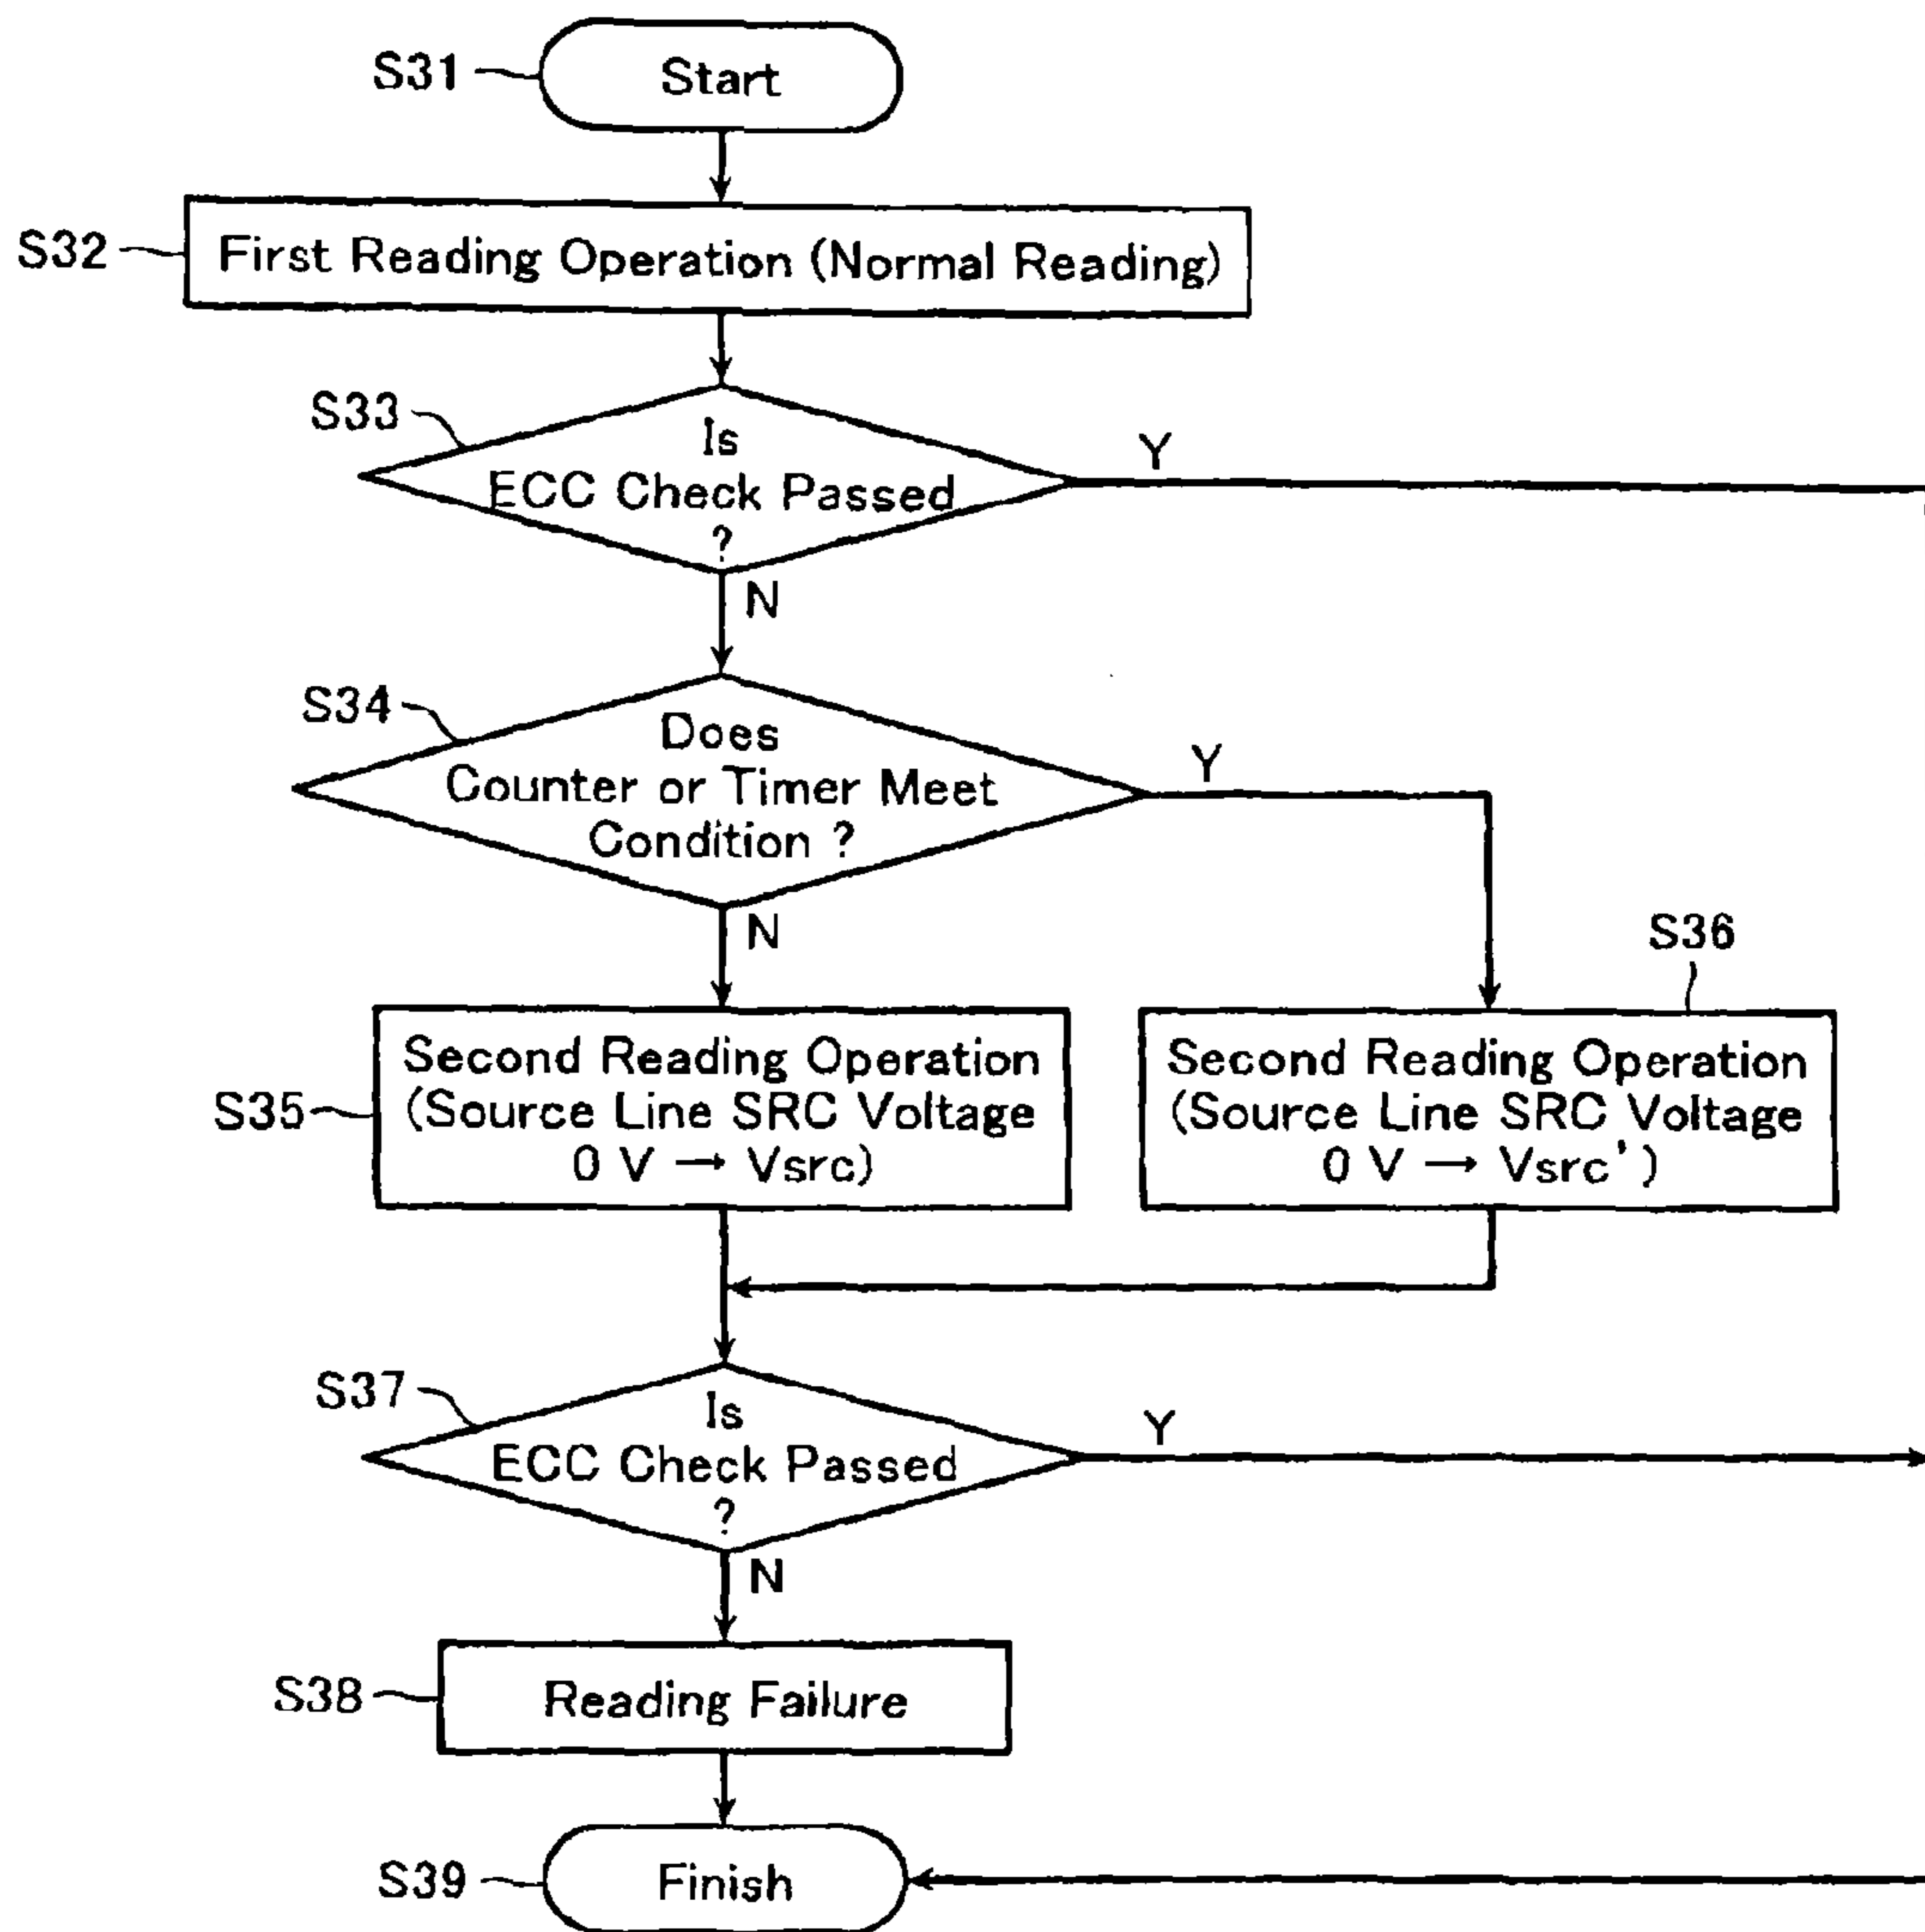 S31
Start
S32
First Reading Operation (Normal Reading)
S33
Is
ECC Check Passed
?
Y
N
S34
Does
Counter or Timer Meet
Condition ?
Y
N
S36
S35
Second Reading Operation
(Source Line SRC Voltage
0 V → Vsrc)
Second Reading Operation
(Source Line SRC Voltage
0 V → Vsrc')
S37
Is
ECC Check Passed
?
Y
N
S38
Reading Failure
S39
Finish